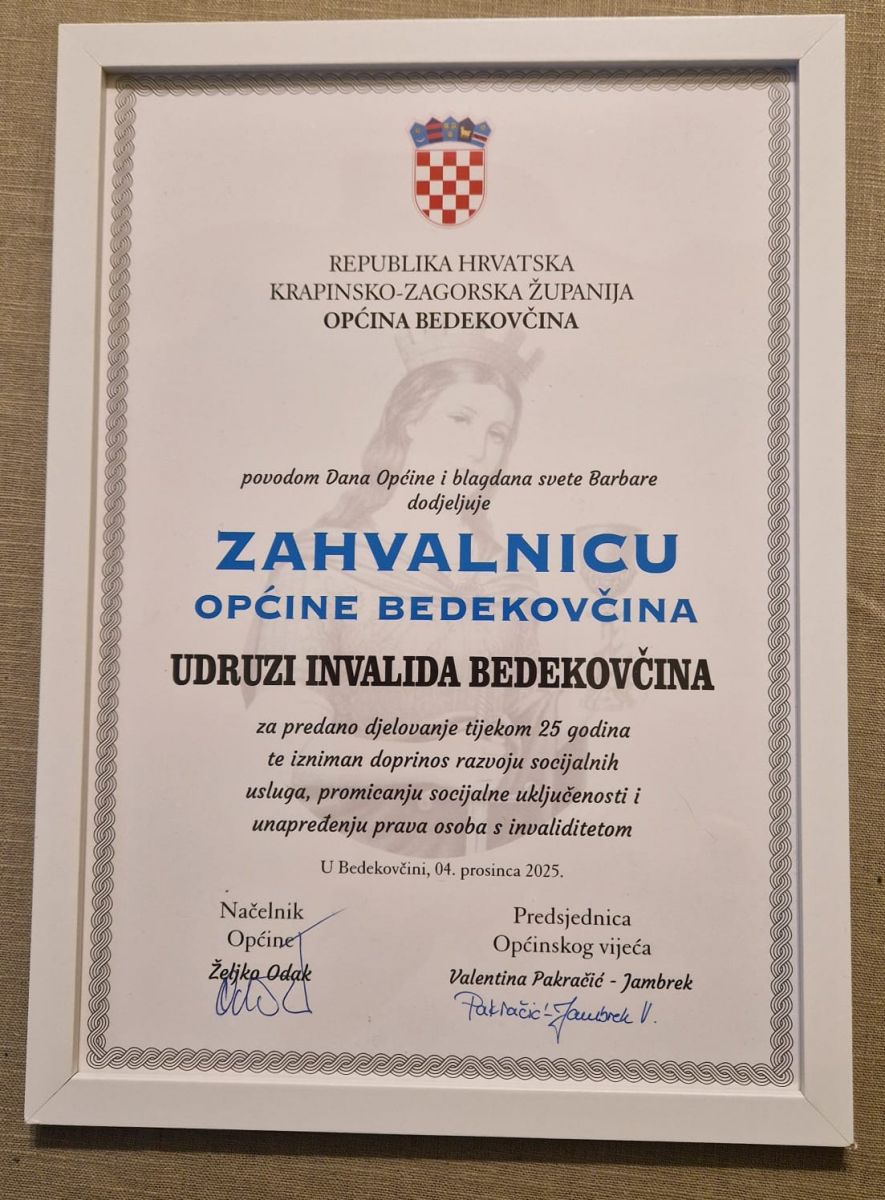 REPUBLIKA HRVATSKA
KRAPINSKO-ZAGORSKA ŽUPANIJA
OPĆINA BEDEKOVČINA
povodom Dana Općine i blagdana svete Barbare
dodjeljuje
ZAHVALNICU
OPĆINE BEDEKOVČINA
UDRUZI INVALIDA BEDEKOVČINA
za predano djelovanje tijekom 25 godina
te izniman doprinos razvoju socijalnih
usluga, promicanju socijalne uključenosti i
unapređenju prava osoba s invaliditetom
U Bedekovčini, 04. prosinca 2025.
Načelnik
Općine
Željko Odak
Predsjednica
Općinskog vijeća
Valentina Pakračić - Jambrek
Pakračić-Jambrek V.